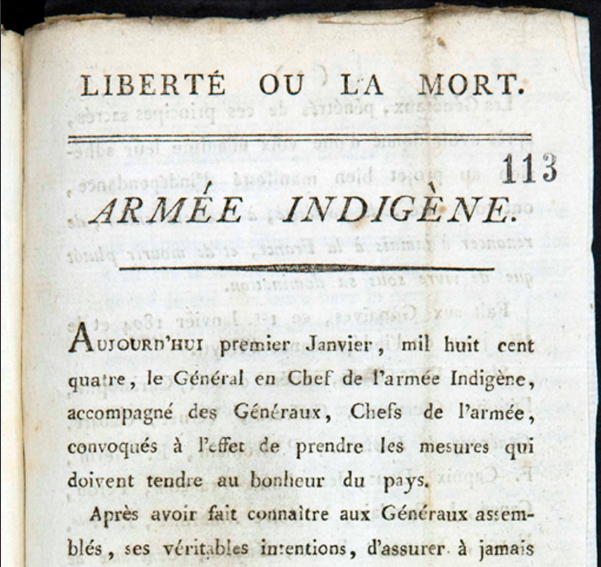 LIBERTÉ OU LA MORT.
113
ARMÉE INDIGÈNE.
AUJOURD'HUI premier Janvier, mil huit cent
quatre, le Général en Chef de l'armée Indigène,
accompagné des Généraux, Chefs de l'armée,
convoqués à l'effet de prendre les mesures qui
doivent tendre au bonheur du pays.
Après avoir fait connaître aux Généraux assem-
blés, ses véritables intentions, d'assurer à jamais